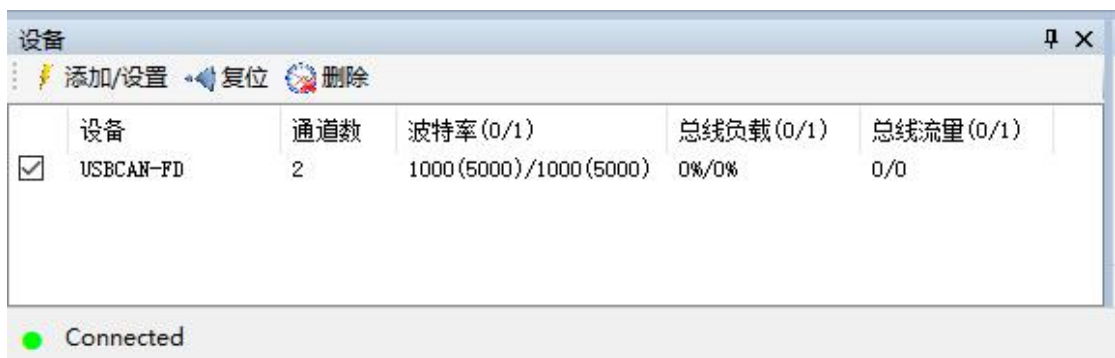 设备
添加/设置 复位 删除
设备 通道数 波特率(0/1) 总线负载(0/1) 总线流量(0/1)
USBCAN-FD 2 1000(5000)/1000(5000) 0%/0% 0/0
Connected